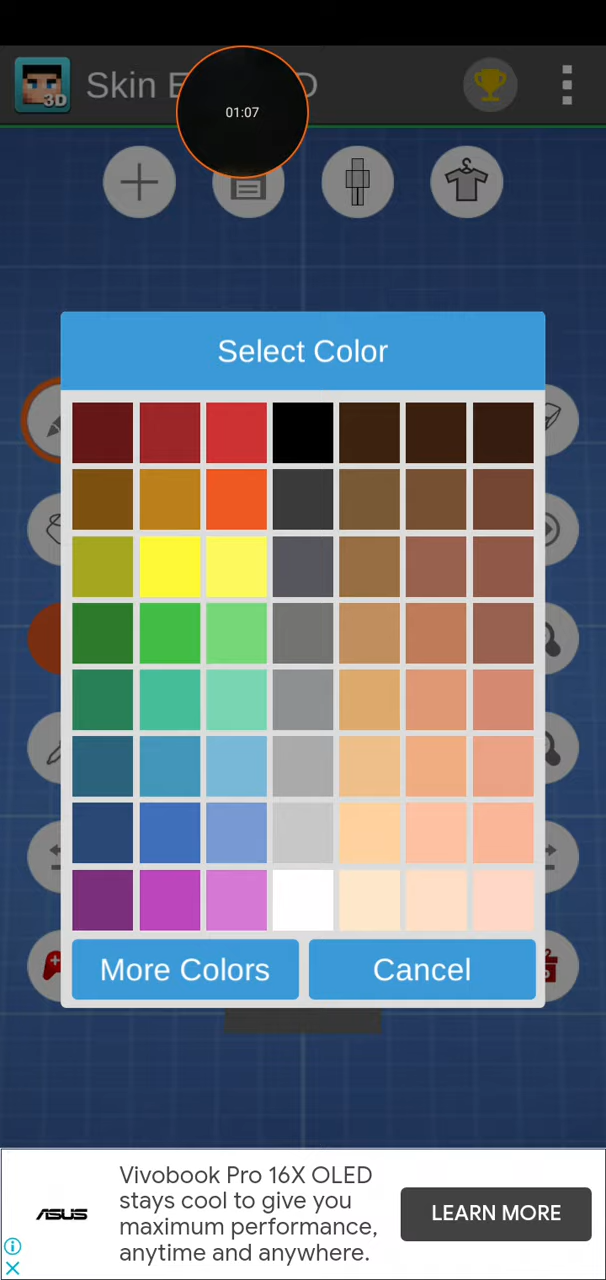 Skin E D
3D
01:07
Select Color
More Colors
Cancel
Vivobook Pro 16X OLED
stays cool to give you
maximum performance,
anytime and anywhere.
ASUS
LEARN MORE